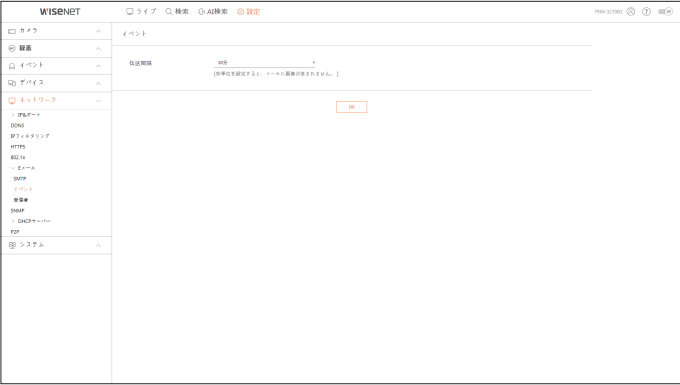 WISENET
ライブ 検索 AI検索 設定
PRN-3210B2
カメラ
録画
イベント
デバイス
ネットワーク
IP&ポート
DDNS
IPフィルタリング
HTTPS
802.1x
Eメール
SMTP
イベント
受信者
SNMP
DHCPサーバー
P2P
システム
イベント
伝送間隔
(秒単位を設定すると、メールに画像が含まれません。)
OK